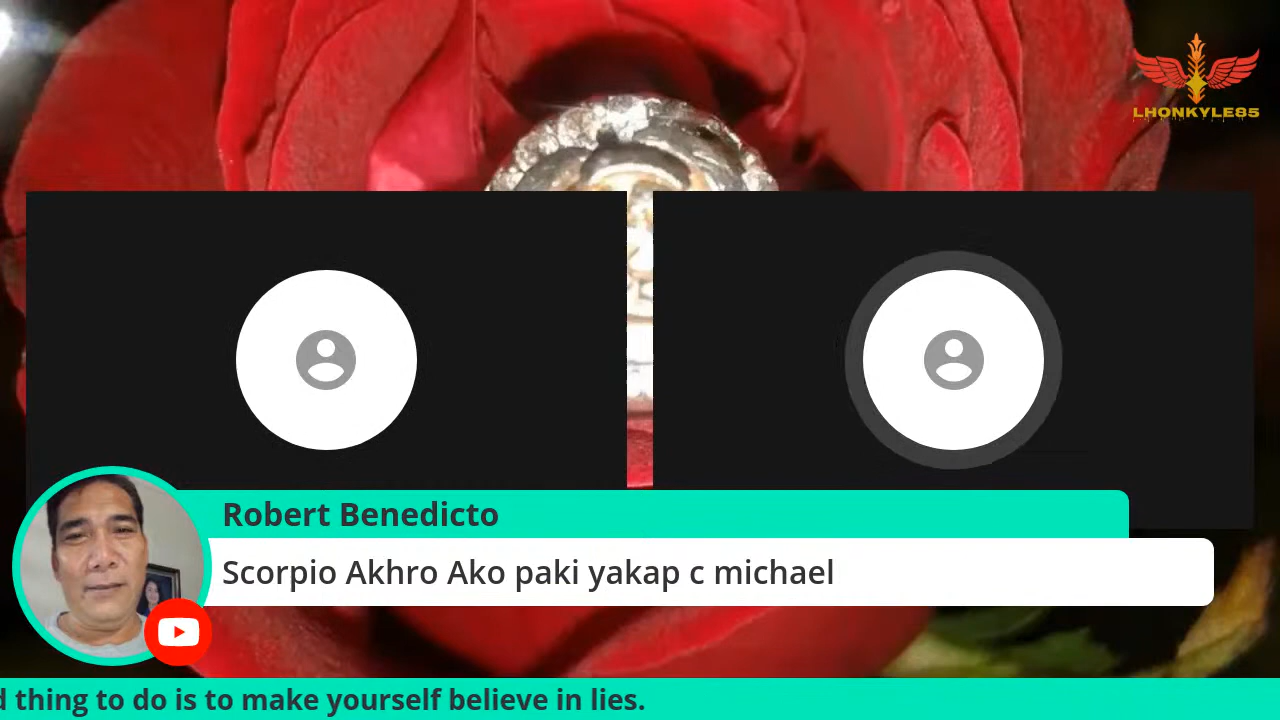 LHONKYLE85
Robert Benedicto
Scorpio Akhro Ako paki yakap c michael
thing to do is to make yourself believe in lies.